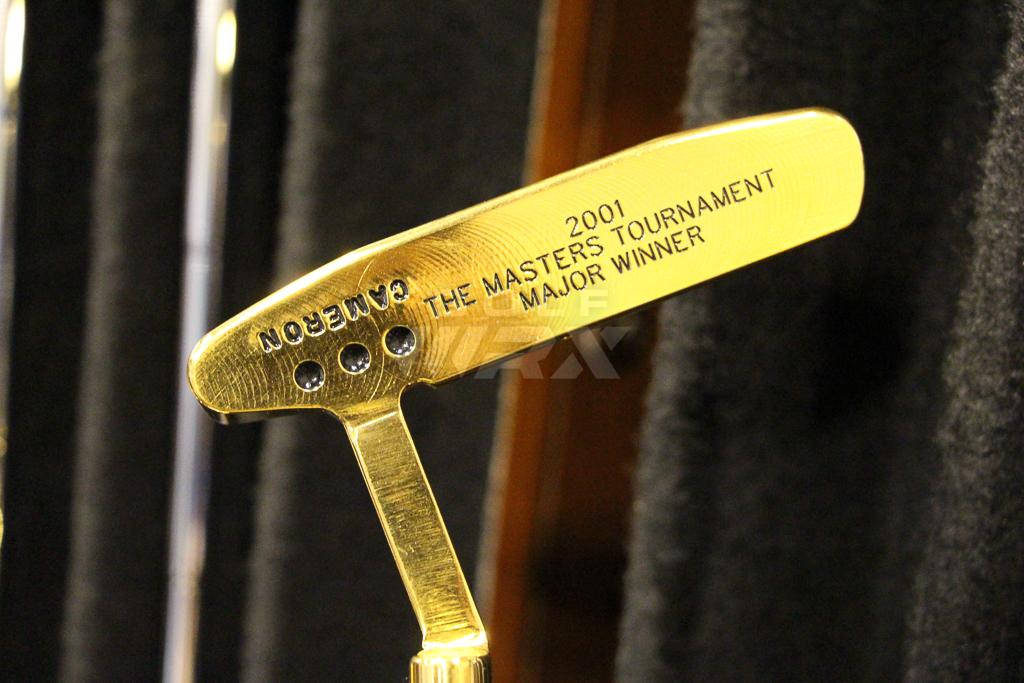 2001
THE MASTERS TOURNAMENT
MAJOR WINNER
CAMERON